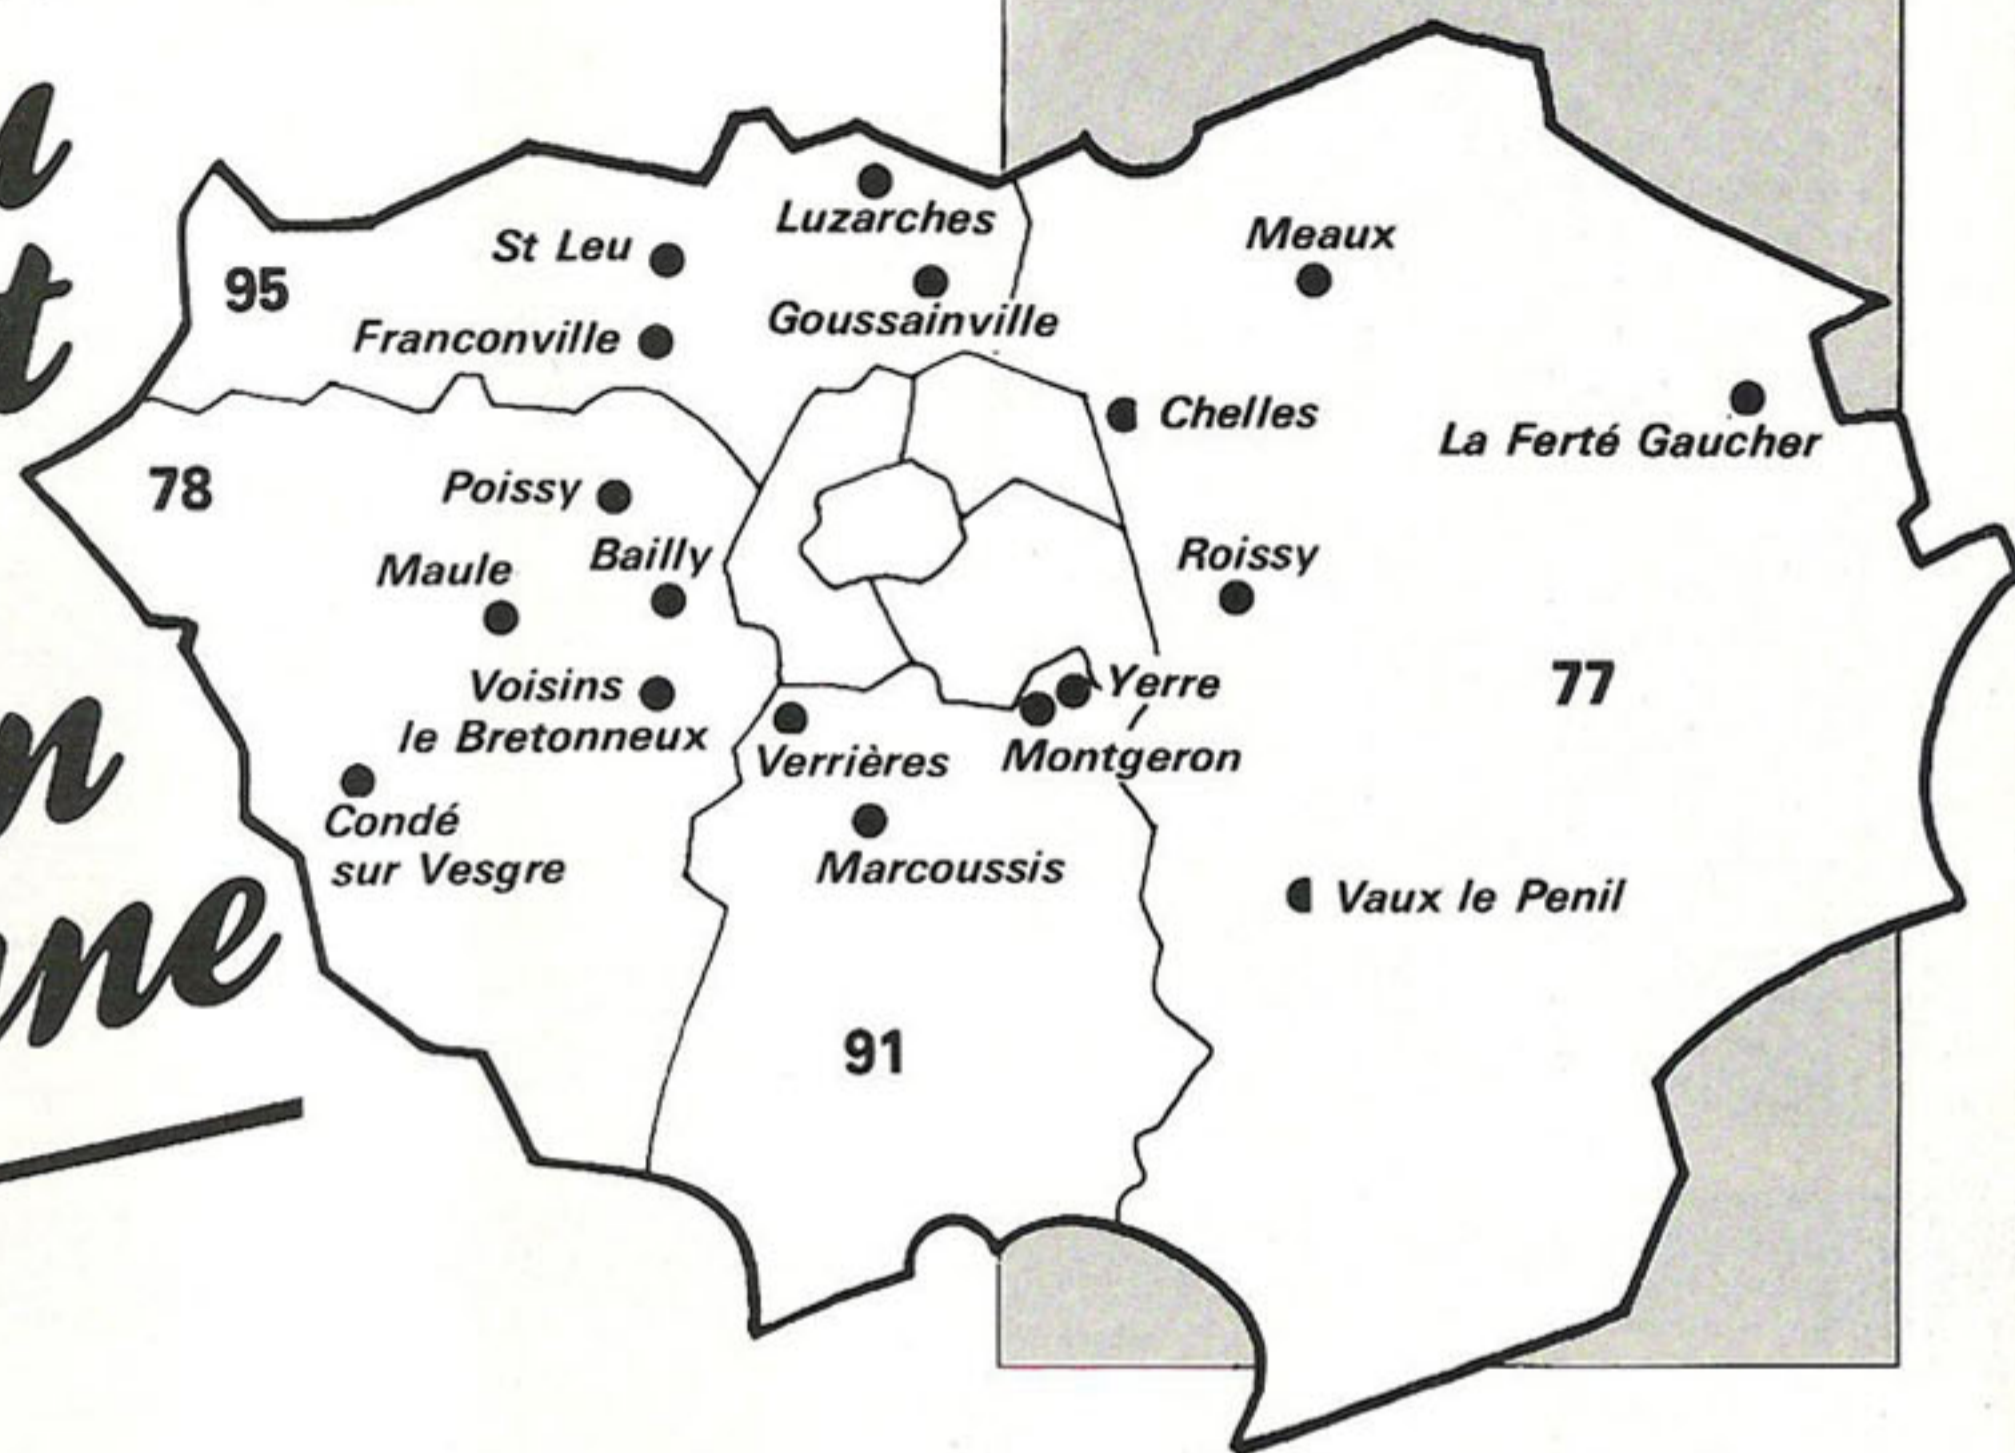 Luzarches
St Leu
Meaux
95
Goussainville
Franconville
Chelles
La Ferté Gaucher
78
Poissy
Bailly
Roissy
Maule
77
Voisins
le Bretonneux
Yerre
Verrières
Montgeron
Condé
sur Vesgre
Marcoussis
Vaux le Penil
91